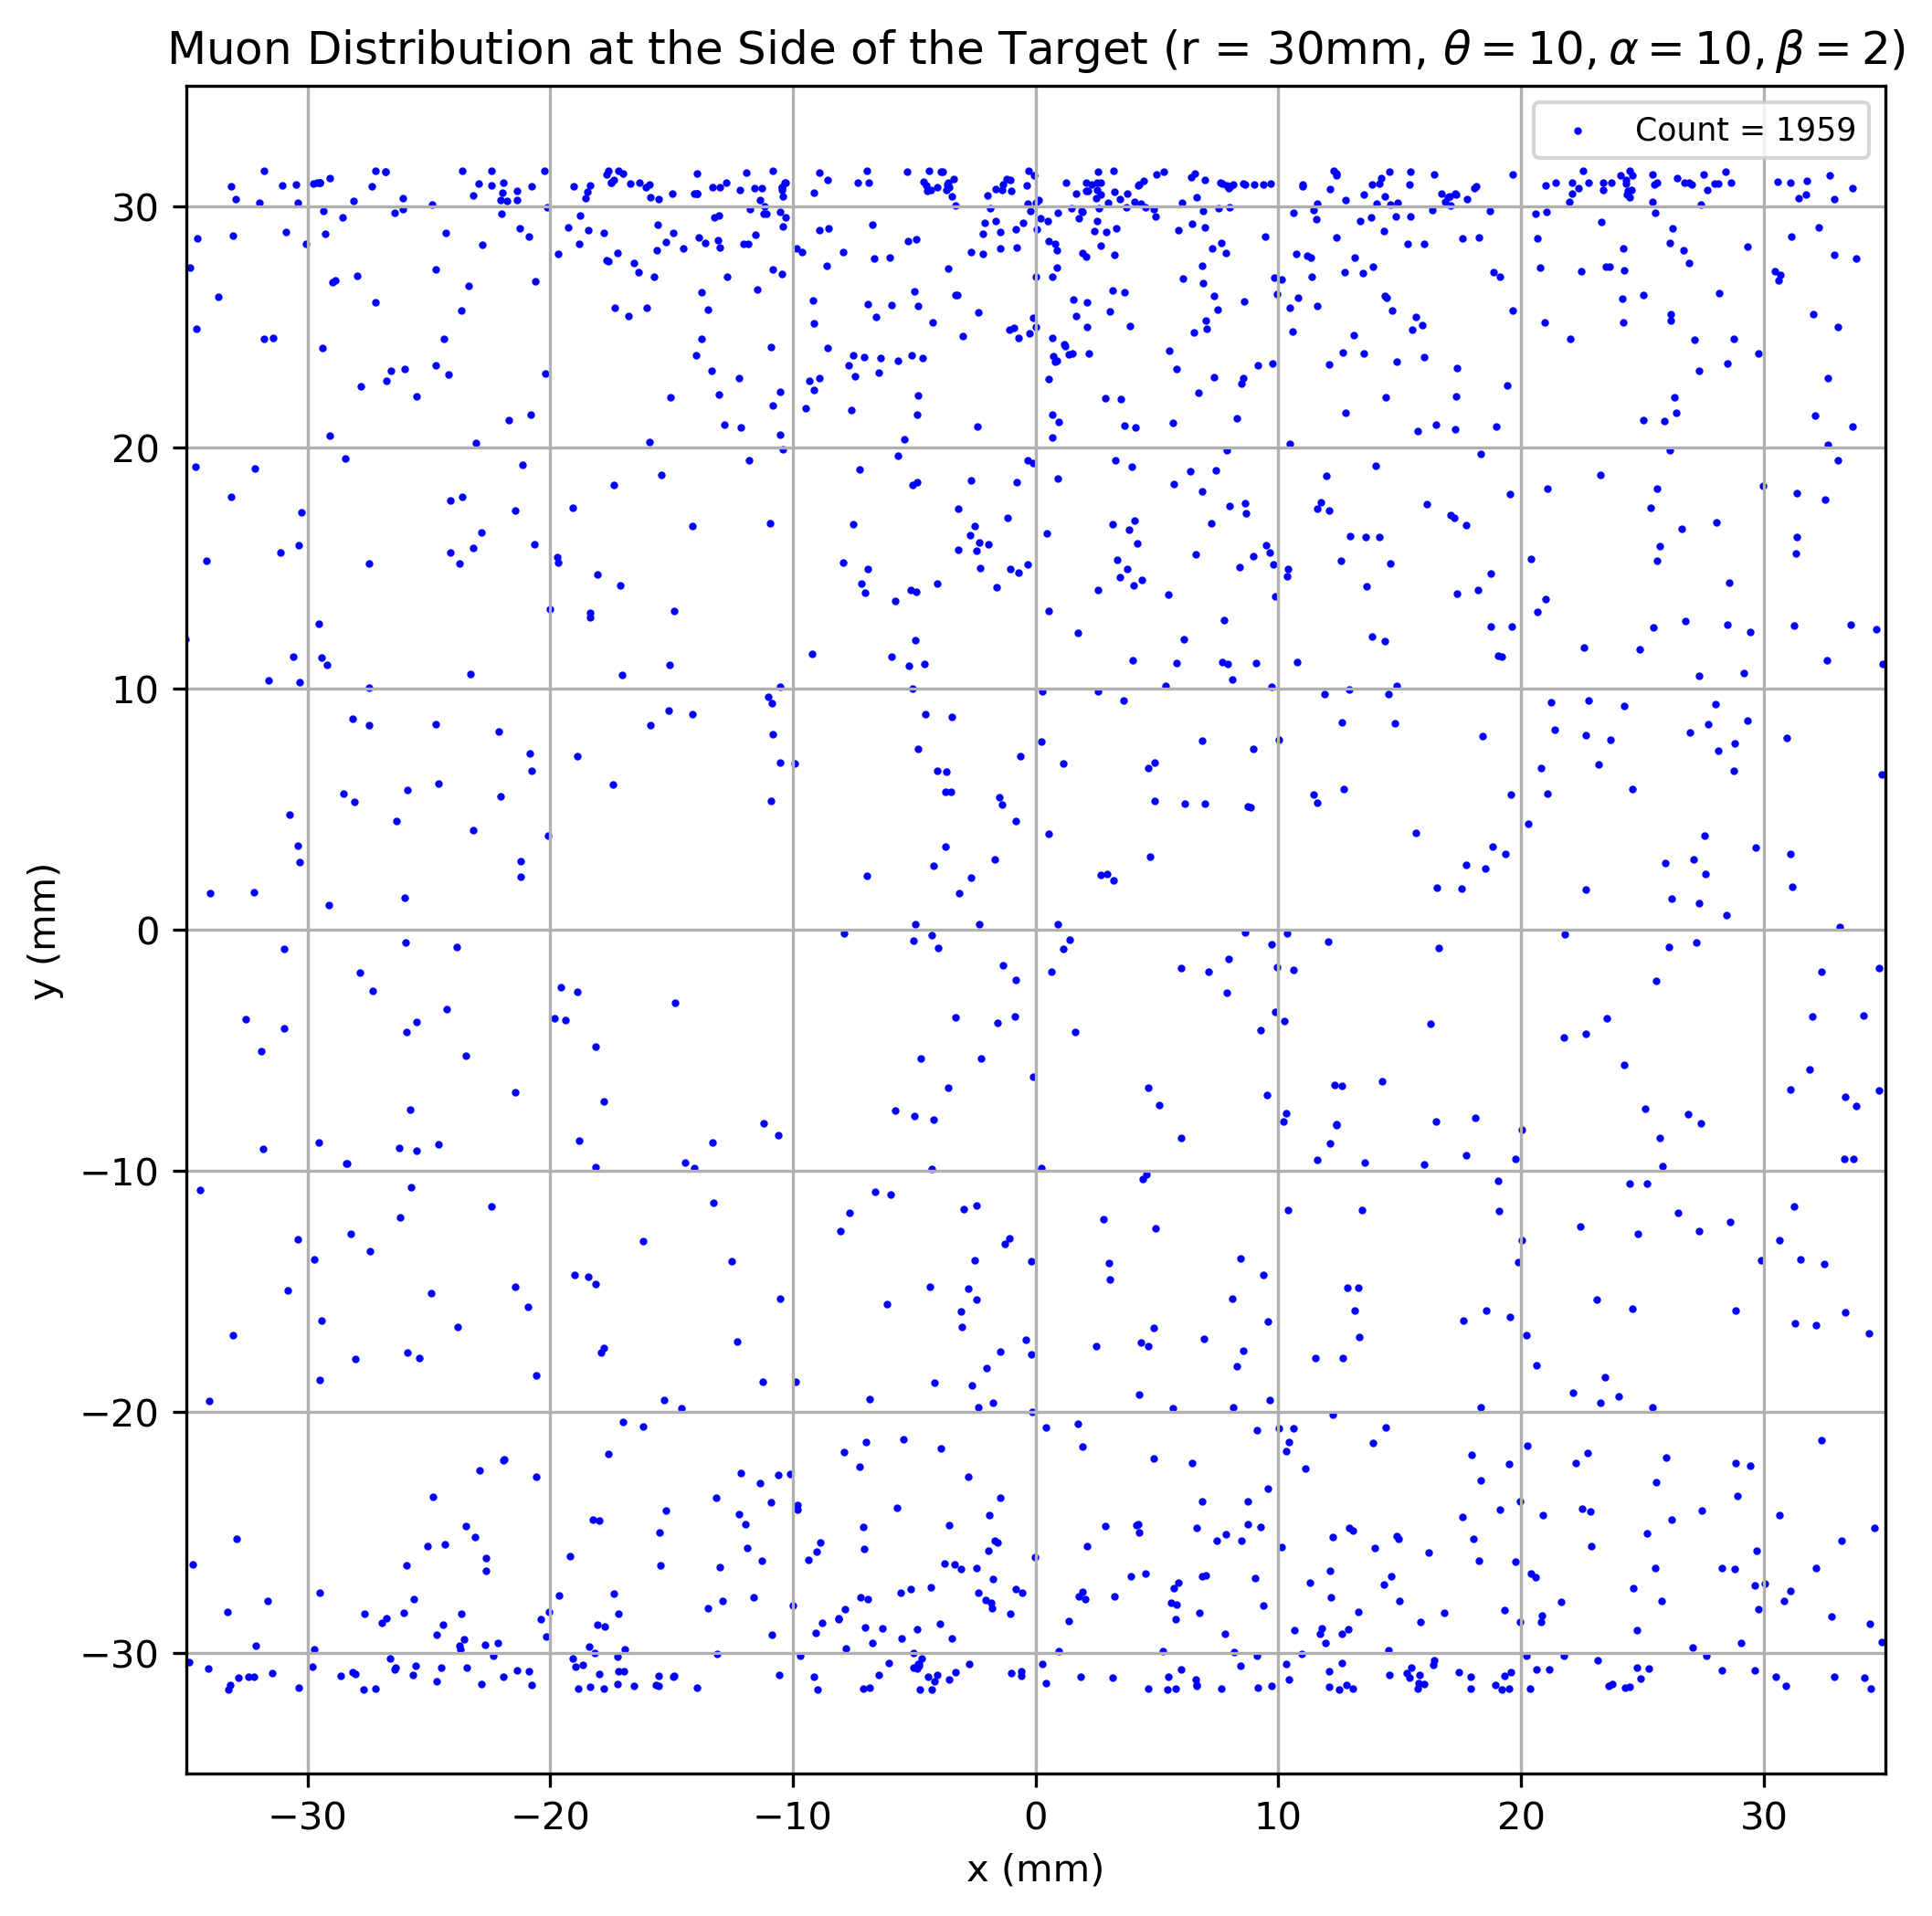 Muon Distribution at the Side of the Target (r = 30mm, θ = 10, α = 10, β = 2)
Count = 1959
30
20
10
0
−10
−20
−30
y (mm)
−30 −20 −10 0 10 20 30
x (mm)